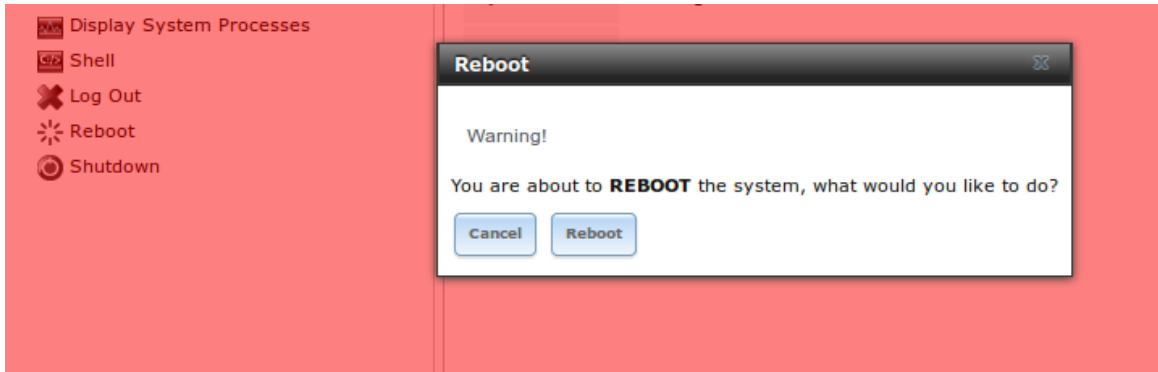 Display System Processes
Shell
Log Out
Reboot
Shutdown
Reboot
Warning!
You are about to REBOOT the system, what would you like to do?
Cancel Reboot